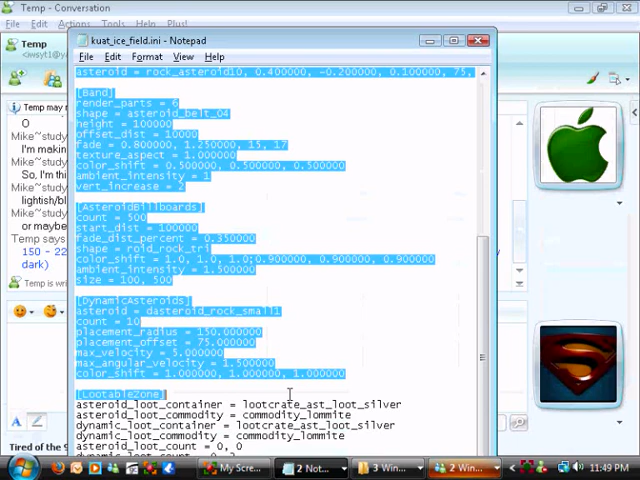 Temp - Conversation
File Edit Actions Tools Help Plus!
kuat_ice_field.ini - Notepad
File Edit Format View Help
Temp
asteroid = rock_asteroid10, 0.400000, -0.200000, 0.100000, 75,
[Band]
render_parts = 6
shape = asteroid_belt_04
height = 100000
offset_dist = 10000
fade = 0.800000, 1.250000, 15, 17
texture_aspect = 1.000000
color_shift = 0.500000, 0.500000, 0.500000
ambient_intensity = 1
vert_increase = 2
[AsteroidBillboards]
count = 500
start_dist = 100000
fade_dist_percent = 0.350000
shape = roid_rock_tri
color_shift = 1.0, 1.0, 1.0;0.900000, 0.900000, 0.900000
ambient_intensity = 1.500000
size = 100, 500
[DynamicAsteroids]
asteroid = dasteroid_rock_small1
count = 10
placement_radius = 150.000000
placement_offset = 75.000000
max_velocity = 5.000000
max_angular_velocity = 1.500000
color_shift = 1.000000, 1.000000, 1.000000
[LootableZone]
asteroid_loot_container = lootcrate_ast_loot_silver
asteroid_loot_commodity = commodity_lommite
dynamic_loot_container = lootcrate_ast_loot_silver
dynamic_loot_commodity = commodity_lommite
asteroid_loot_count = 0, 0
Temp may
O
Mike~study
I'm makin
Mike~study
So, I'm thi
Mike~study
lightish/bl
or maybe
Temp says
150 - 22
dark)
Temp is wri
A
Tired of the 9
My Scre...
2 Not...
3 Win...
2 Win...
11:49 PM